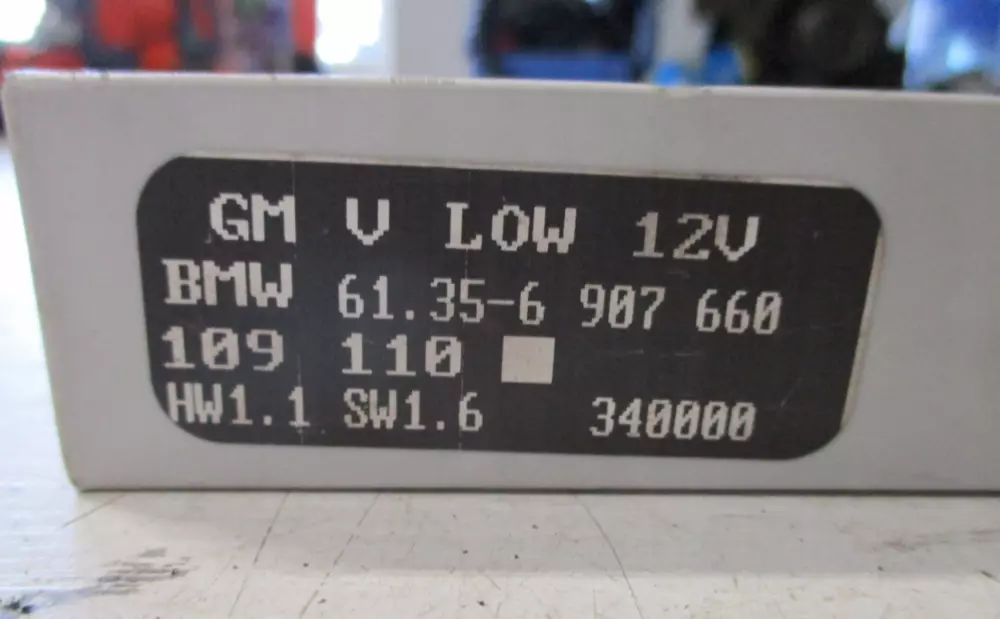 GM V LOW 12V
BMW 61.35-6 907 660
109 110
HW1.1 SW1.6 340000